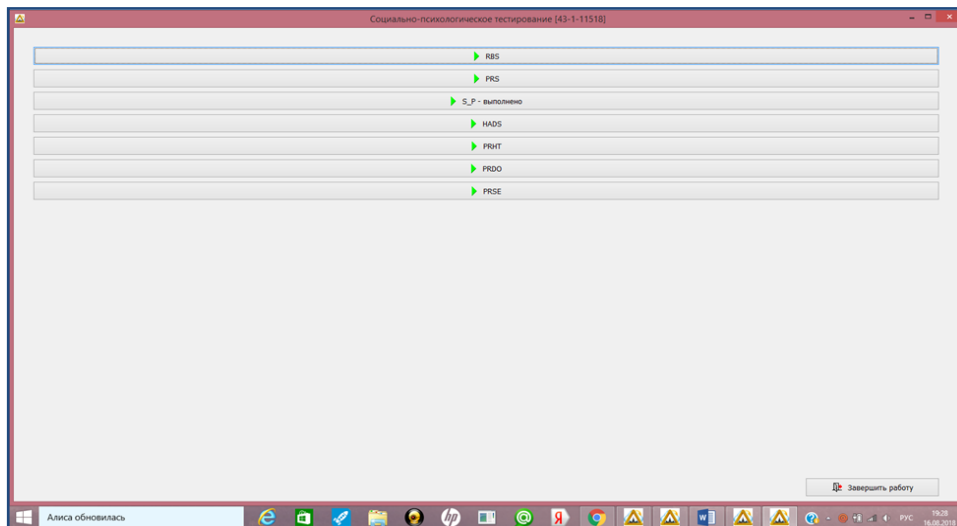 Социально-психологическое тестирование [43-1-11518]
RBS
PRS
S_P - выполнено
HADS
PRHT
PRDO
PRSE
Завершить работу
Алиса обновилась
hp
@
Я
W
?
РУС
19:28
16.08.2018